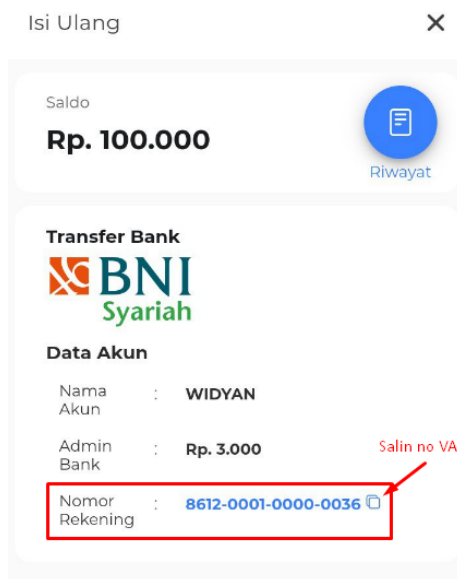 Isi Ulang
Saldo
Rp. 100.000
Riwayat
Transfer Bank
BNI
Syariah
Data Akun
Nama Akun : WIDYAN
Admin Bank : Rp. 3.000
Salin no VA
Nomor Rekening : 8612-0001-0000-0036